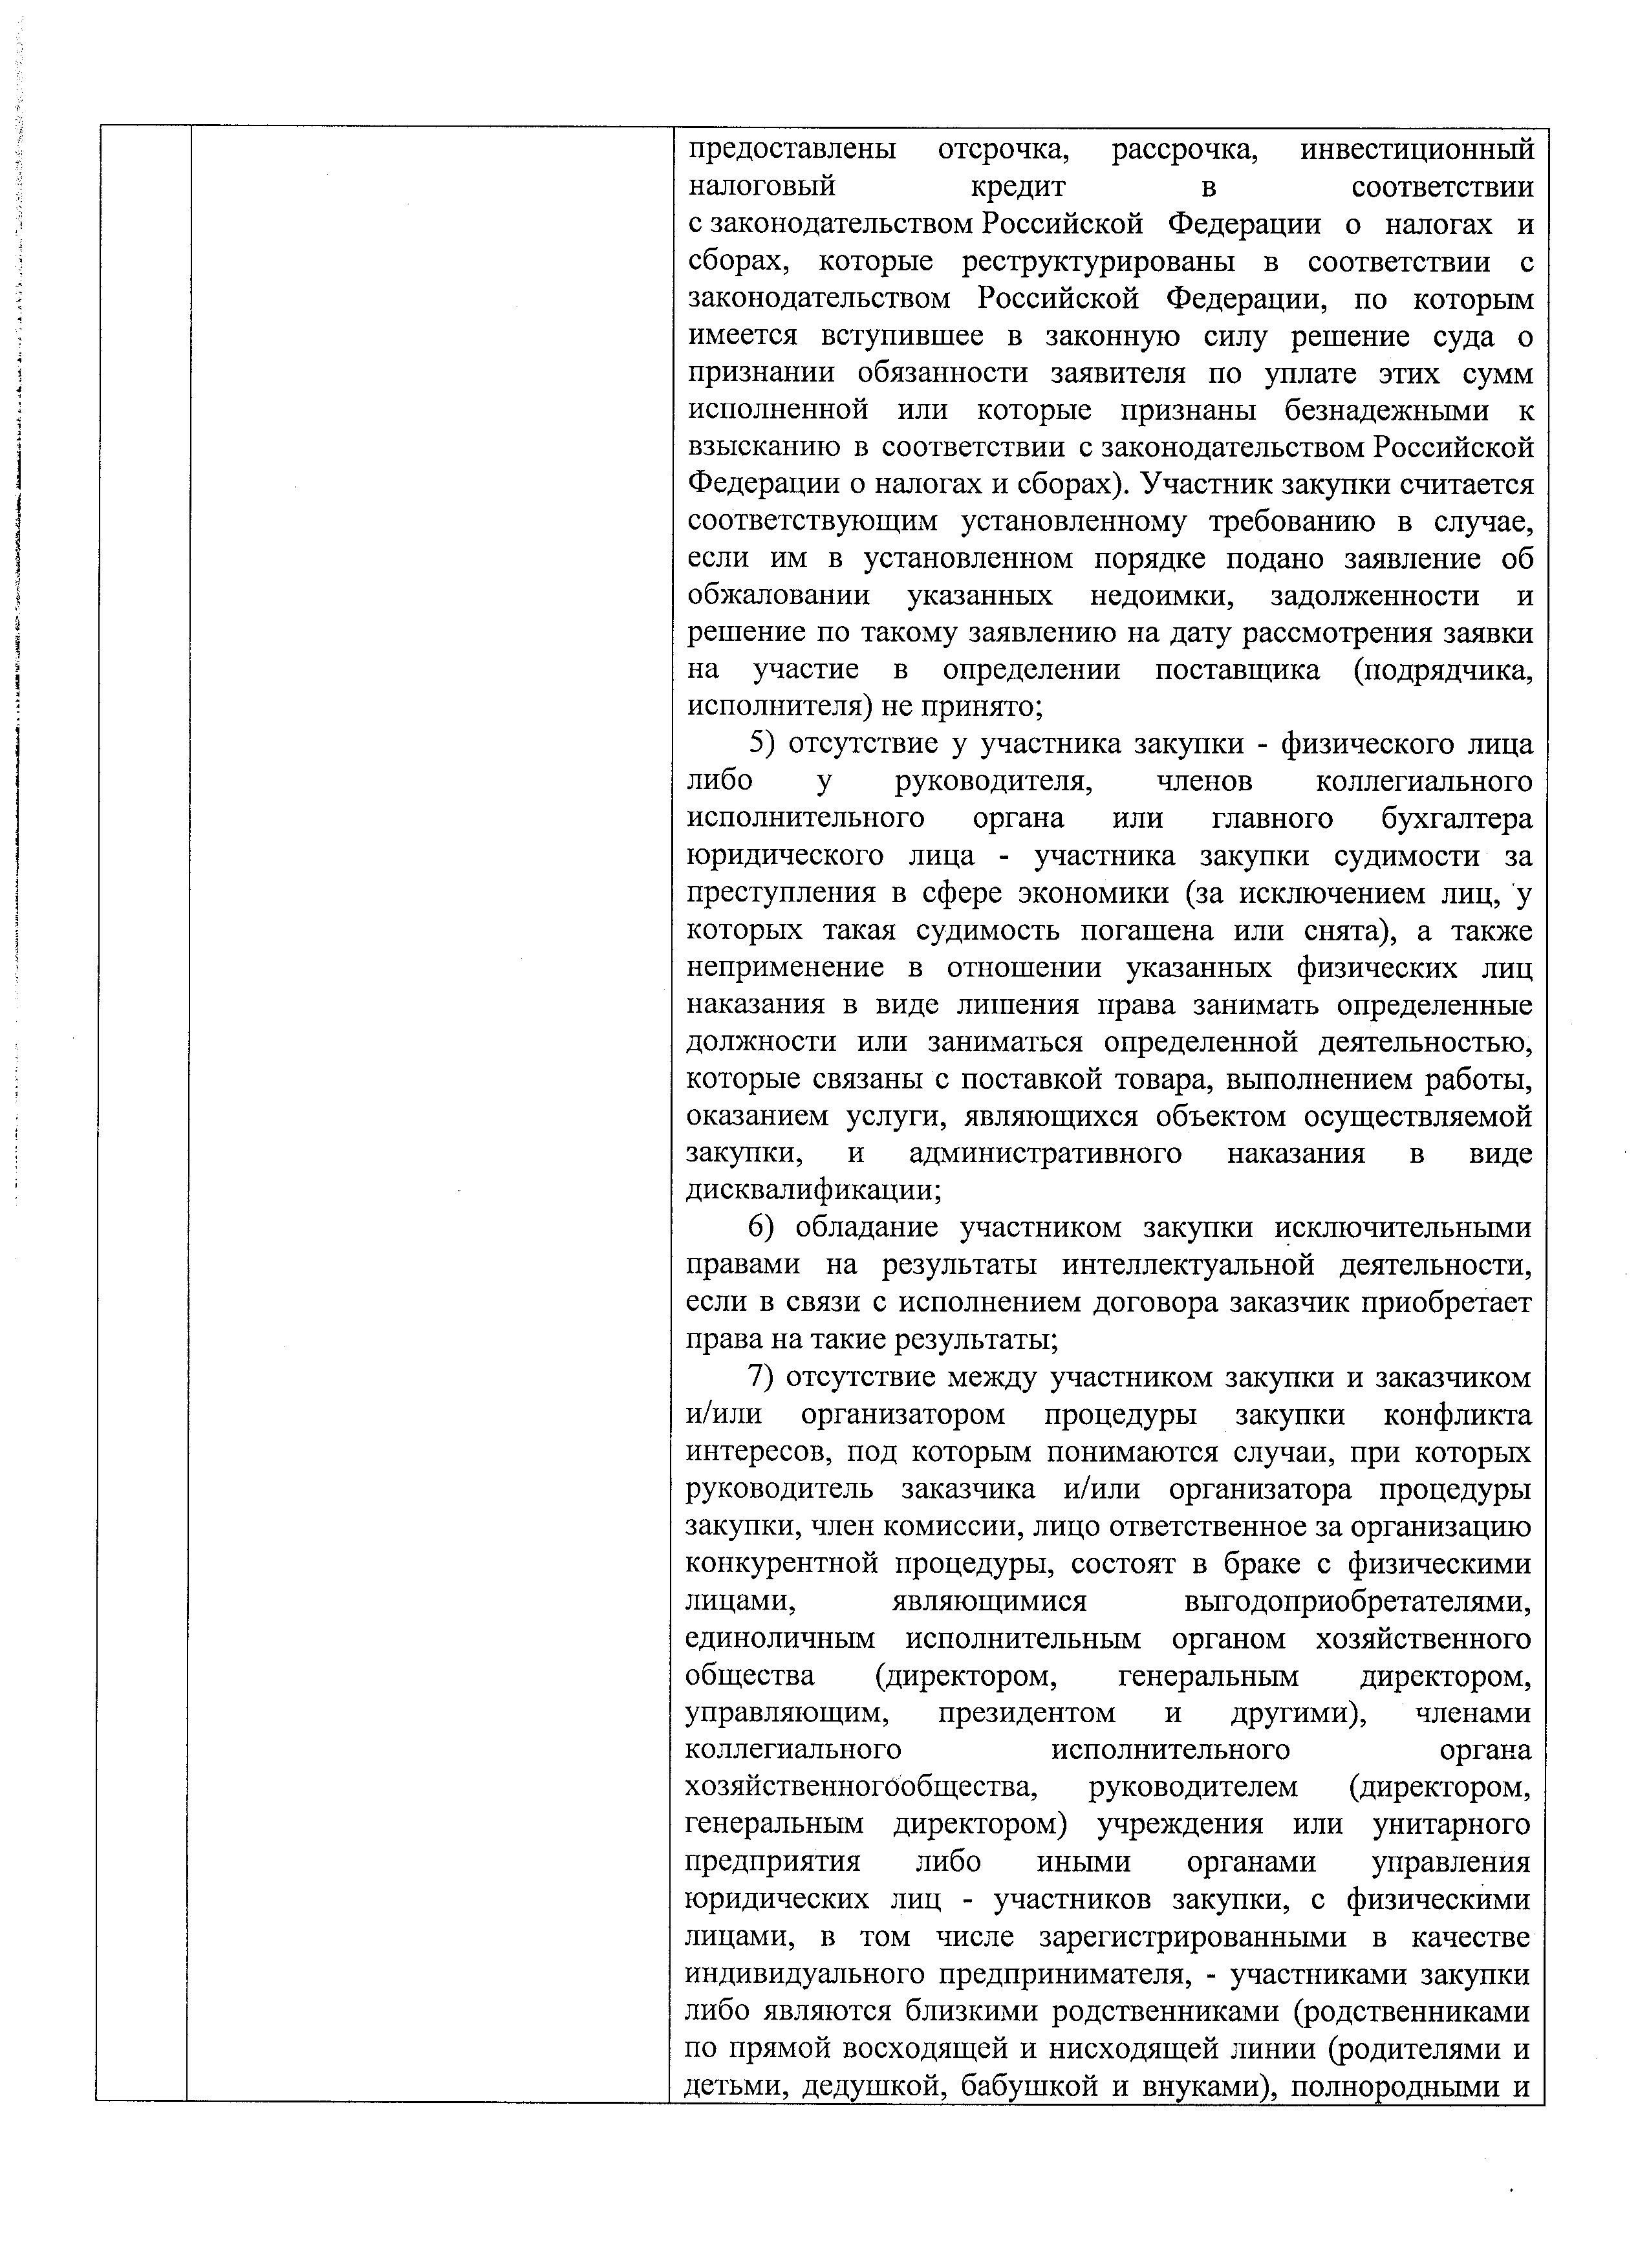 предоставлены отсрочка, рассрочка, инвестиционный
налоговый кредит в соответствии
с законодательством Российской Федерации о налогах и
сборах, которые реструктурированы в соответствии с
законодательством Российской Федерации, по которым
имеется вступившее в законную силу решение суда о
признании обязанности заявителя по уплате этих сумм
исполненной или которые признаны безнадежными к
взысканию в соответствии с законодательством Российской
Федерации о налогах и сборах). Участник закупки считается
соответствующим установленному требованию в случае,
если им в установленном порядке подано заявление об
обжаловании указанных недоимки, задолженности и
решение по такому заявлению на дату рассмотрения заявки
на участие в определении поставщика (подрядчика,
исполнителя) не принято;
5) отсутствие у участника закупки - физического лица
либо у руководителя, членов коллегиального
исполнительного органа или главного бухгалтера
юридического лица - участника закупки судимости за
преступления в сфере экономики (за исключением лиц, у
которых такая судимость погашена или снята), а также
неприменение в отношении указанных физических лиц
наказания в виде лишения права занимать определенные
должности или заниматься определенной деятельностью,
которые связаны с поставкой товара, выполнением работы,
оказанием услуги, являющихся объектом осуществляемой
закупки, и административного наказания в виде
дисквалификации;
6) обладание участником закупки исключительными
правами на результаты интеллектуальной деятельности,
если в связи с исполнением договора заказчик приобретает
права на такие результаты;
7) отсутствие между участником закупки и заказчиком
и/или организатором процедуры закупки конфликта
интересов, под которым понимаются случаи, при которых
руководитель заказчика и/или организатора процедуры
закупки, член комиссии, лицо ответственное за организацию
конкурентной процедуры, состоят в браке с физическими
лицами, являющимися выгодоприобретателями,
единоличным исполнительным органом хозяйственного
общества (директором, генеральным директором,
управляющим, президентом и другими), членами
коллегиального исполнительного органа
хозяйственногообщества, руководителем (директором,
генеральным директором) учреждения или унитарного
предприятия либо иными органами управления
юридических лиц - участников закупки, с физическими
лицами, в том числе зарегистрированными в качестве
индивидуального предпринимателя, - участниками закупки
либо являются близкими родственниками (родственниками
по прямой восходящей и нисходящей линии (родителями и
детьми, дедушкой, бабушкой и внуками), полнородными и